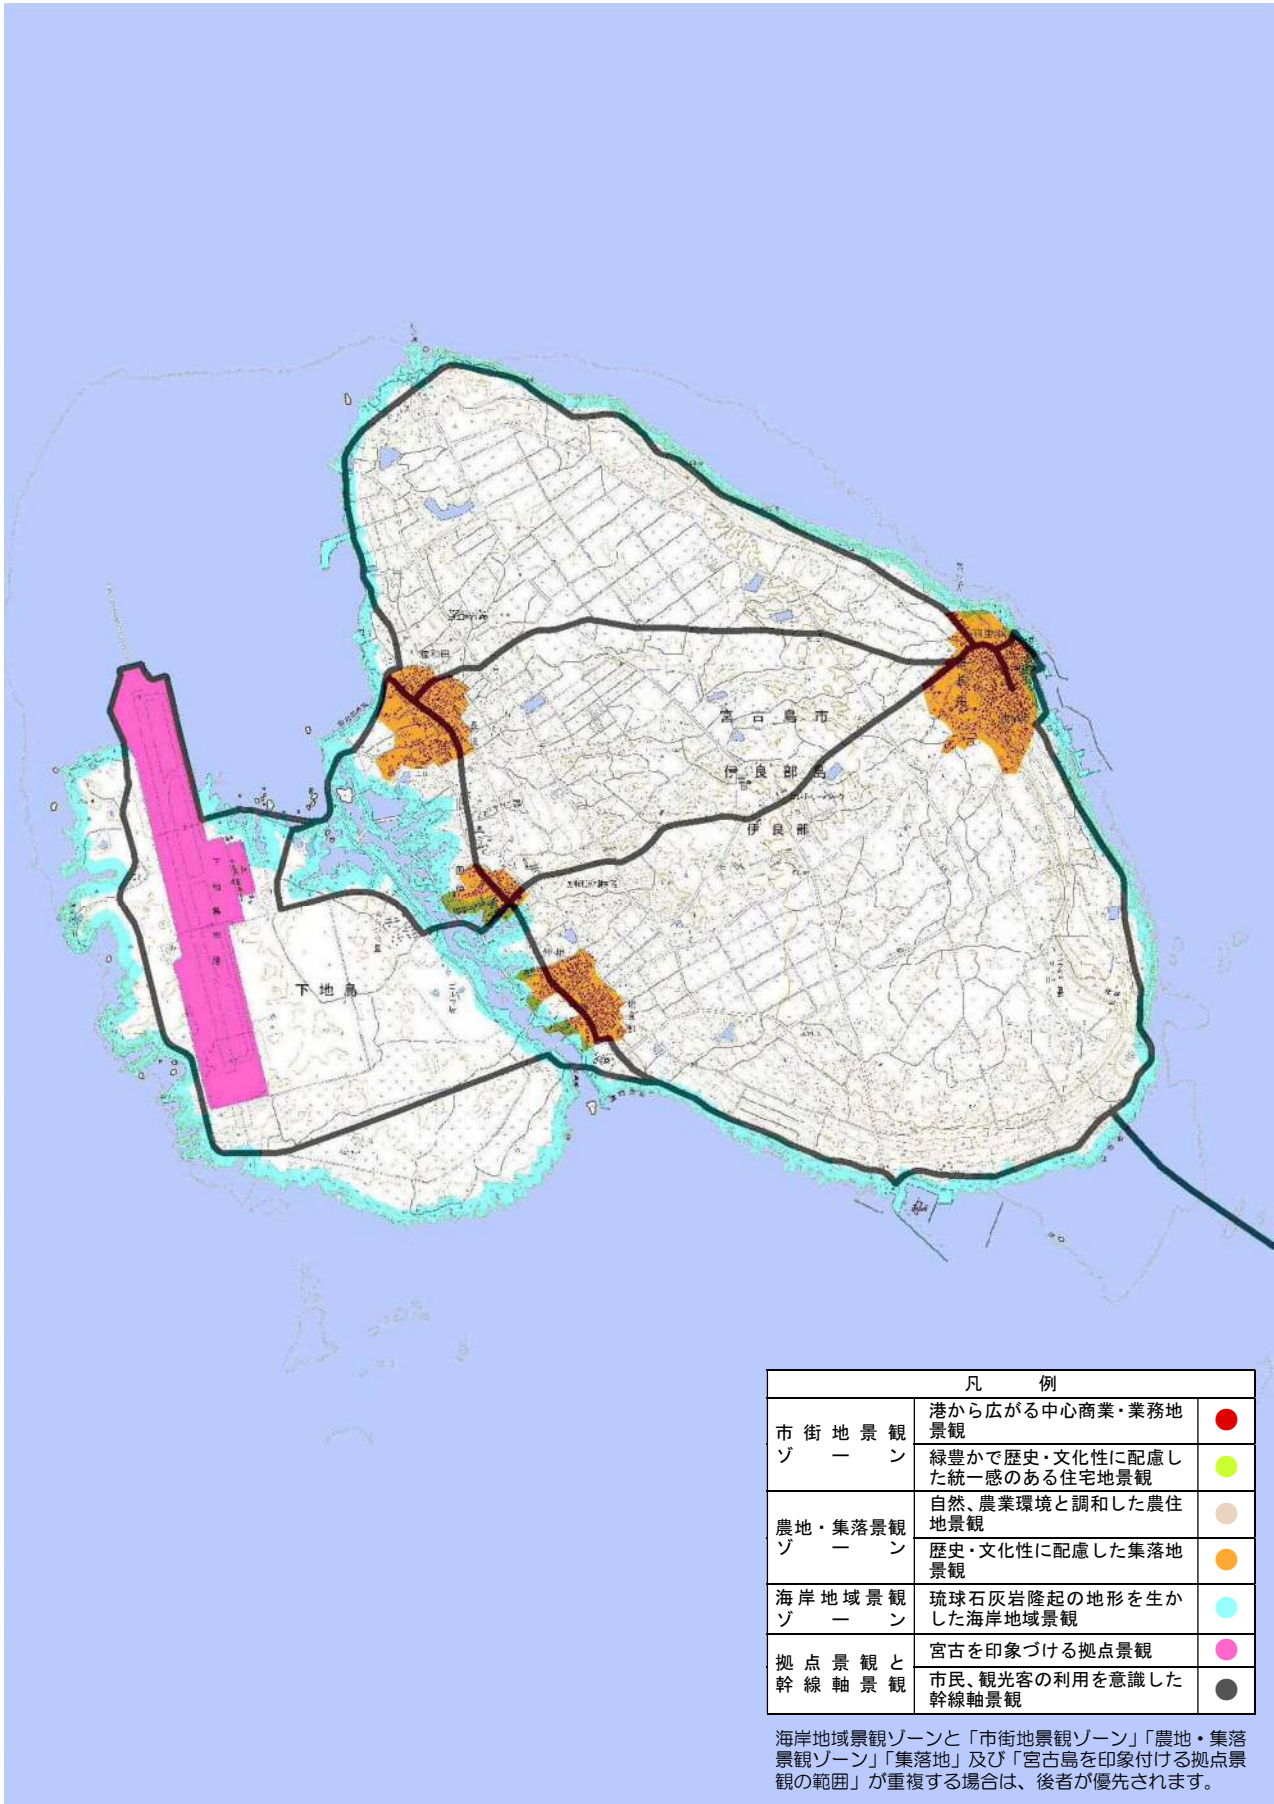 佐和田
宮古島市
伊良部島
伊良部
下地島
凡 例
市街地景観
ゾーン
港から広がる中心商業・業務地
景観
緑豊かで歴史・文化性に配慮し
た統一感のある住宅地景観
農地・集落景観
ゾーン
自然、農業環境と調和した農住
地景観
歴史・文化性に配慮した集落地
景観
海岸地域景観
ゾーン
琉球石灰岩隆起の地形を生か
した海岸地域景観
拠点景観と
幹線軸景観
宮古を印象づける拠点景観
市民、観光客の利用を意識した
幹線軸景観
海岸地域景観ゾーンと「市街地景観ゾーン」「農地・集落
景観ゾーン」「集落地」及び「宮古島を印象付ける拠点景
観の範囲」が重複する場合は、後者が優先されます。